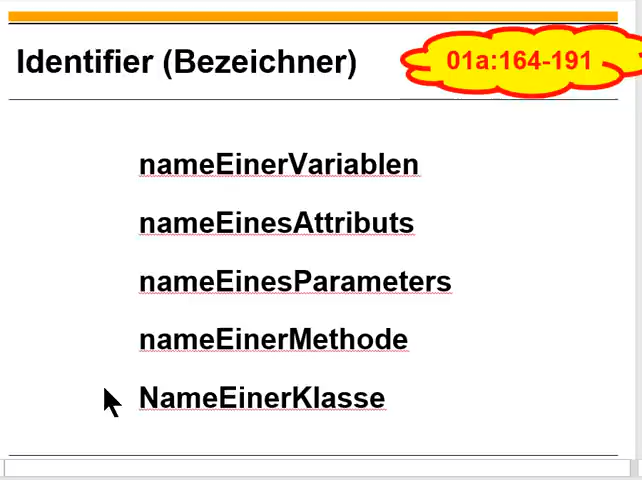 Identifier (Bezeichner)
01a:164-191
nameEinerVariablen
nameEinesAttributs
nameEinesParameters
nameEinerMethode
NameEinerKlasse